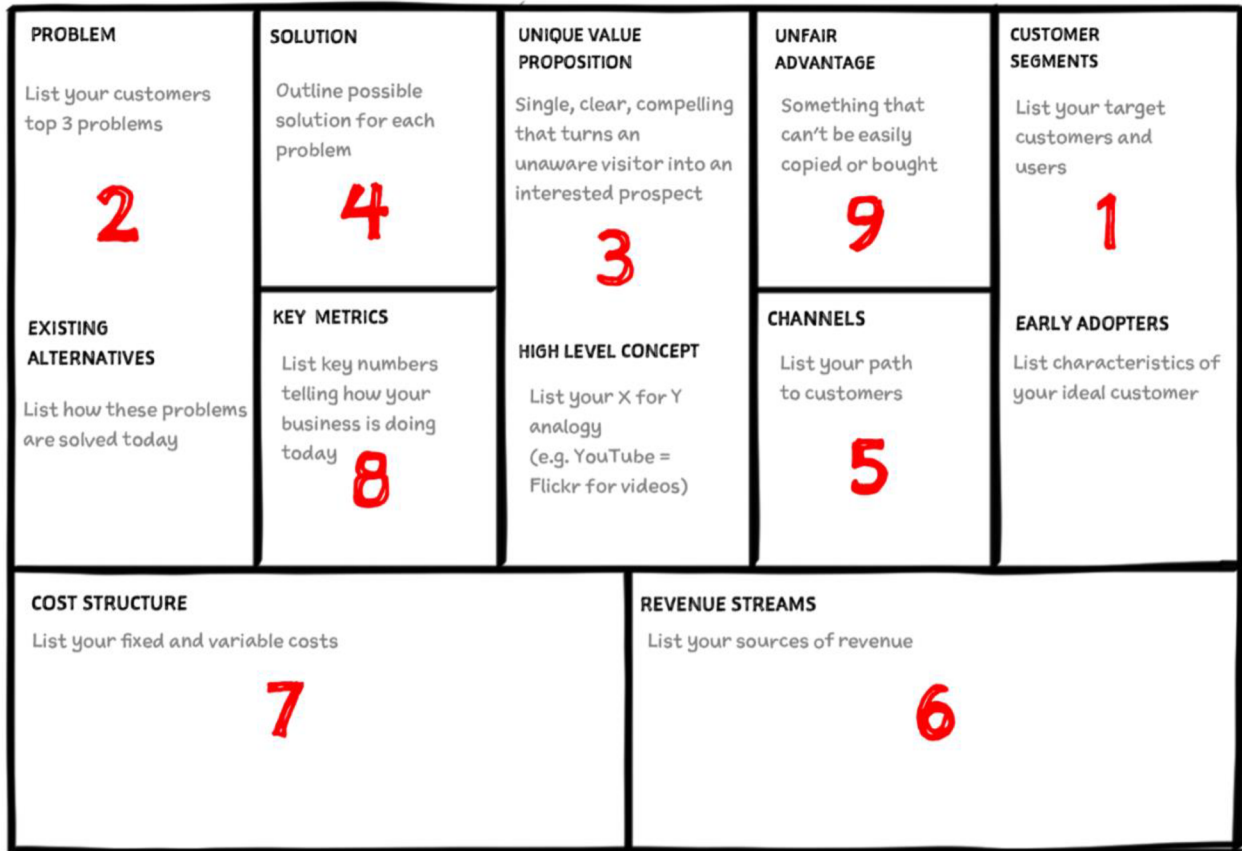 PROBLEM
List your customers
top 3 problems
2
EXISTING
ALTERNATIVES
List how these problems
are solved today
SOLUTION
Outline possible
solution for each
problem
4
KEY METRICS
List key numbers
telling how your
business is doing
today
8
UNIQUE VALUE
PROPOSITION
Single, clear, compelling
that turns an
unaware visitor into an
interested prospect
3
HIGH LEVEL CONCEPT
List your X for Y
analogy
(e.g. YouTube =
Flickr for videos)
UNFAIR
ADVANTAGE
Something that
can't be easily
copied or bought
9
CHANNELS
List your path
to customers
5
CUSTOMER
SEGMENTS
List your target
customers and
users
1
EARLY ADOPTERS
List characteristics of
your ideal customer
COST STRUCTURE
List your fixed and variable costs
7
REVENUE STREAMS
List your sources of revenue
6